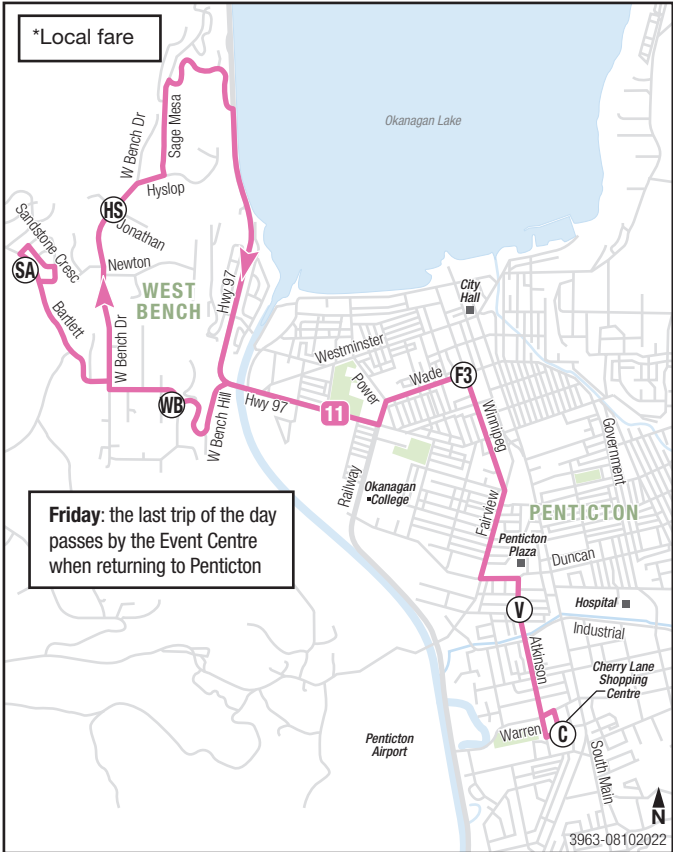 *Local fare
Okanagan Lake
W Bench Dr
Sage Mesa
Hyslop
HS
Jonathan
Sandstone Cresc
SA
Newton
WEST
BENCH
Hwy 97
Bartlett
W Bench Dr
WB
W Bench Hill
City
Hall
Westminster
Power
Wade
F3
Hwy 97
11
Winnipeg
Government
Railway
Okanagan
College
Fairview
PENTICTON
Penticton
Plaza
Duncan
V
Hospital
Industrial
Atkinson
Cherry Lane
Shopping
Centre
Warren
C
South Main
Penticton
Airport
Friday: the last trip of the day
passes by the Event Centre
when returning to Penticton
N
3963-08102022